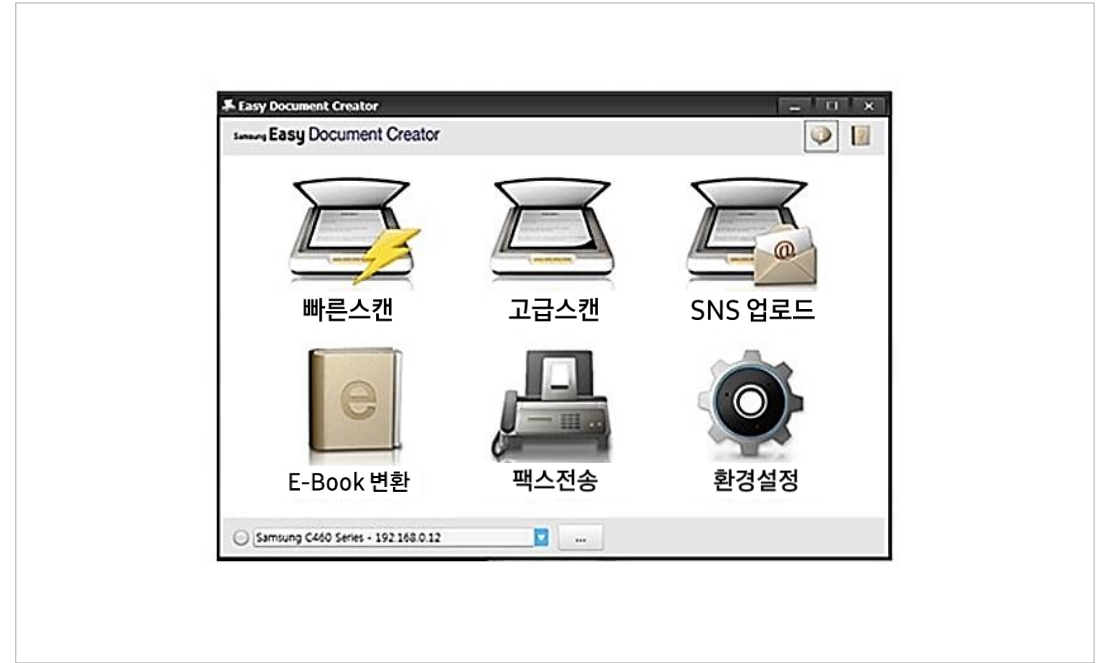 Easy Document Creator
Samsung Easy Document Creator
빠른스캔
고급스캔
SNS 업로드
E-Book 변환
팩스전송
환경설정
Samsung C460 Series - 192.168.0.12
...